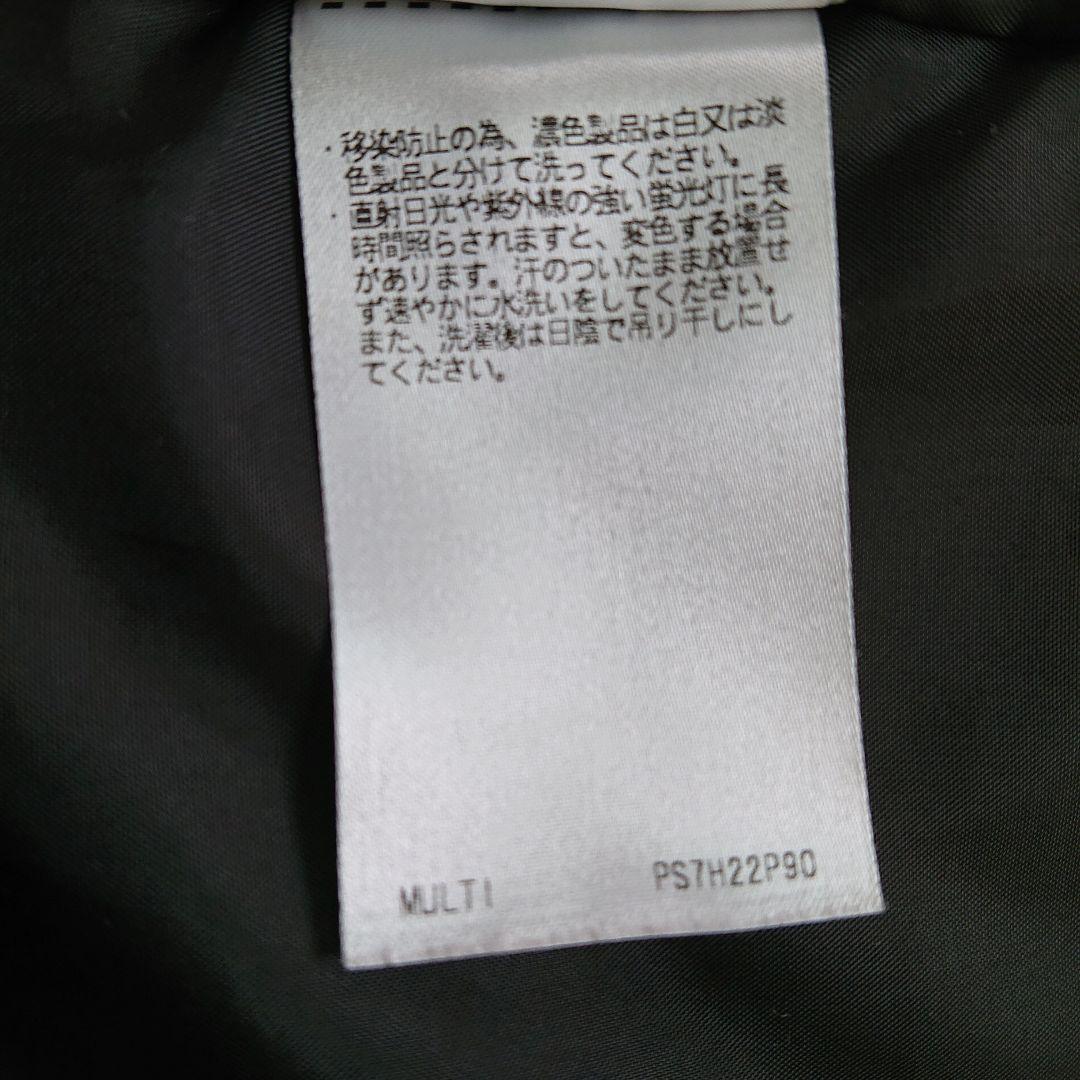 ・移染防止の為、濃色製品は白又は淡
色製品と分けて洗ってください。
・直射日光や紫外線の強い蛍光灯に長
時間照らされますと、変色する場合
があります。汗のついたまま放置せ
ず速やかに水洗いをしてください。
また、洗濯後は日陰で吊り干しにし
てください。
MULTI
PS7H22P90